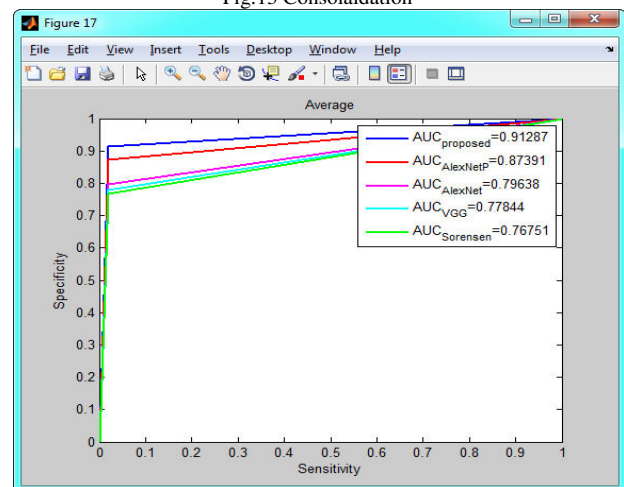 Fig.13 Consolaidation
Figure 17
File Edit View Insert Tools Desktop Window Help
Average
AUCproposed=0.91287
AUCAlexNetP=0.87391
AUCAlexNet=0.79638
AUCVGG=0.77844
AUCSorensen=0.76751
1
0.9
0.8
0.7
0.6
0.5
0.4
0.3
0.2
0.1
0
Specificity
0 0.1 0.2 0.3 0.4 0.5 0.6 0.7 0.8 0.9 1
Sensitivity